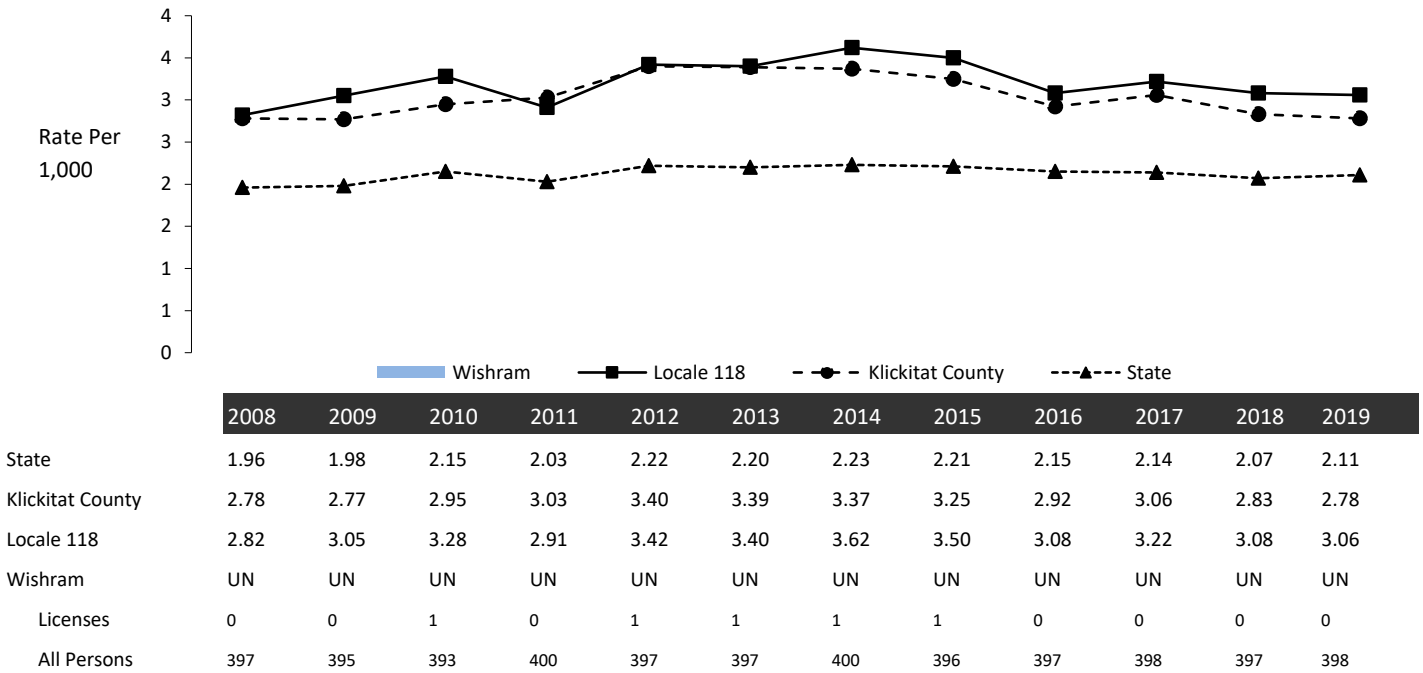 4
4
3
3
2
2
1
1
0
Rate Per
1,000
Wishram Locale 118 Klickitat County State
2008 2009 2010 2011 2012 2013 2014 2015 2016 2017 2018 2019
State 1.96 1.98 2.15 2.03 2.22 2.20 2.23 2.21 2.15 2.14 2.07 2.11
Klickitat County 2.78 2.77 2.95 3.03 3.40 3.39 3.37 3.25 2.92 3.06 2.83 2.78
Locale 118 2.82 3.05 3.28 2.91 3.42 3.40 3.62 3.50 3.08 3.22 3.08 3.06
Wishram UN UN UN UN UN UN UN UN UN UN UN UN
Licenses 0 0 1 0 1 1 1 1 0 0 0 0
All Persons 397 395 393 400 397 397 400 396 397 398 397 398